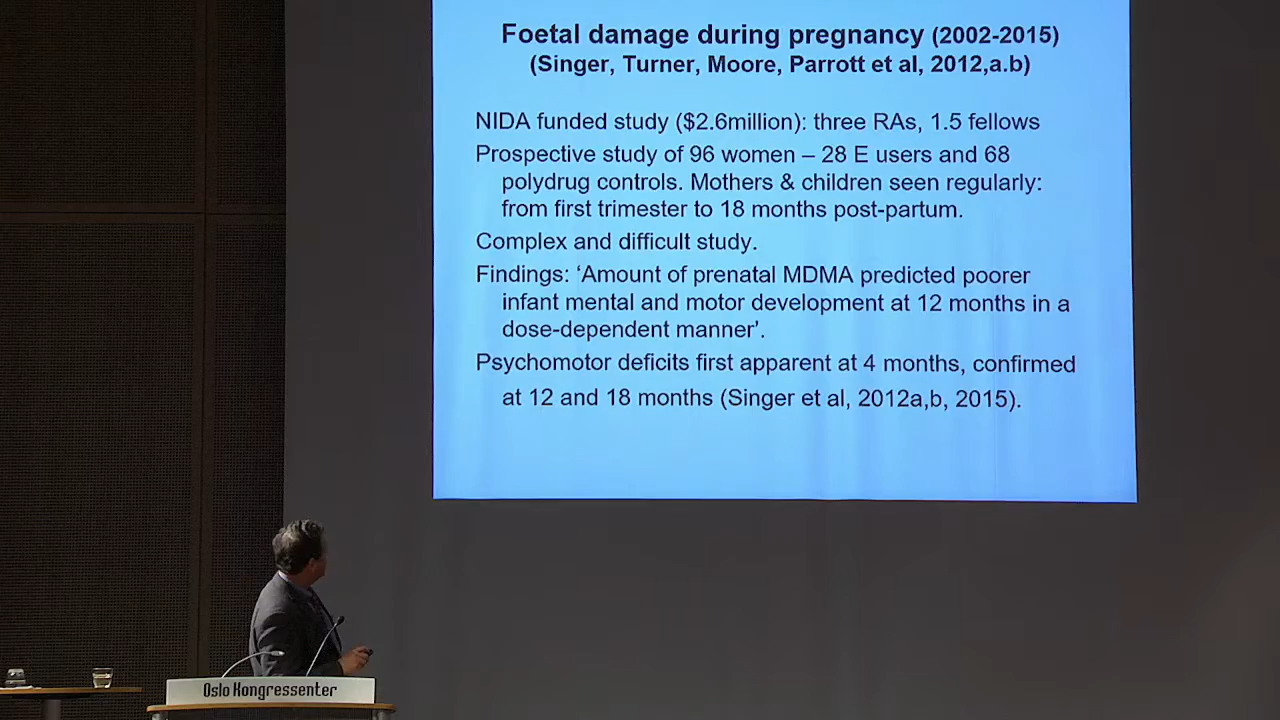 Foetal damage during pregnancy (2002-2015)
(Singer, Turner, Moore, Parrott et al, 2012,a.b)
NIDA funded study ($2.6million): three RAs, 1.5 fellows
Prospective study of 96 women – 28 E users and 68
polydrug controls. Mothers & children seen regularly:
from first trimester to 18 months post-partum.
Complex and difficult study.
Findings: ‘Amount of prenatal MDMA predicted poorer
infant mental and motor development at 12 months in a
dose-dependent manner’.
Psychomotor deficits first apparent at 4 months, confirmed
at 12 and 18 months (Singer et al, 2012a,b, 2015).
Oslo Kongressenter